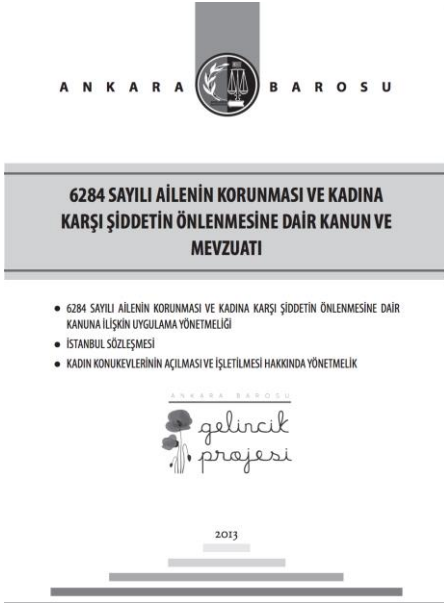 ANKARA BAROSU
6284 SAYILI AİLENİN KORUNMASI VE KADINA
KARŞI ŞİDDETİN ÖNLENMESİNE DAİR KANUN VE
MEVZUATI
● 6284 SAYILI AİLENİN KORUNMASI VE KADINA KARŞI ŞİDDETİN ÖNLENMESİNE DAİR
KANUNA İLİŞKİN UYGULAMA YÖNETMELİĞİ
● İSTANBUL SÖZLEŞMESİ
● KADIN KONUKEVLERİNİN AÇILMASI VE İŞLETİLMESİ HAKKINDA YÖNETMELİK
ANKARA BAROSU
gelincik
projesi
2013